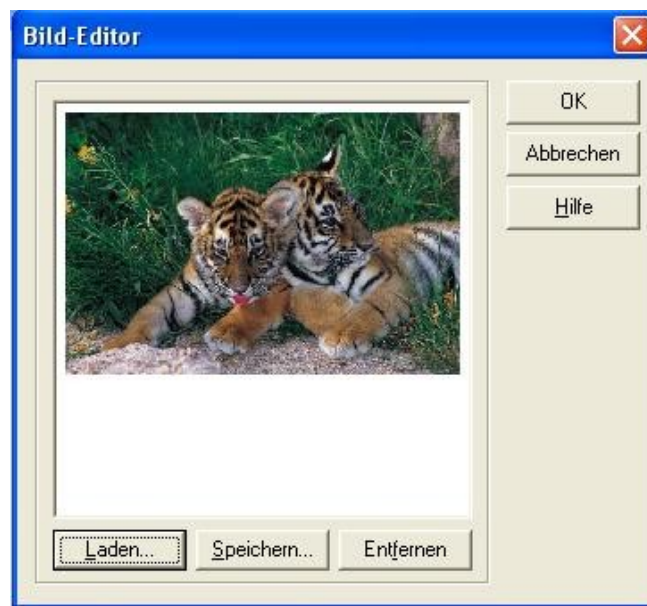 Bild-Editor
OK
Abbrechen
Hilfe
Laden...
Speichern...
Entfernen